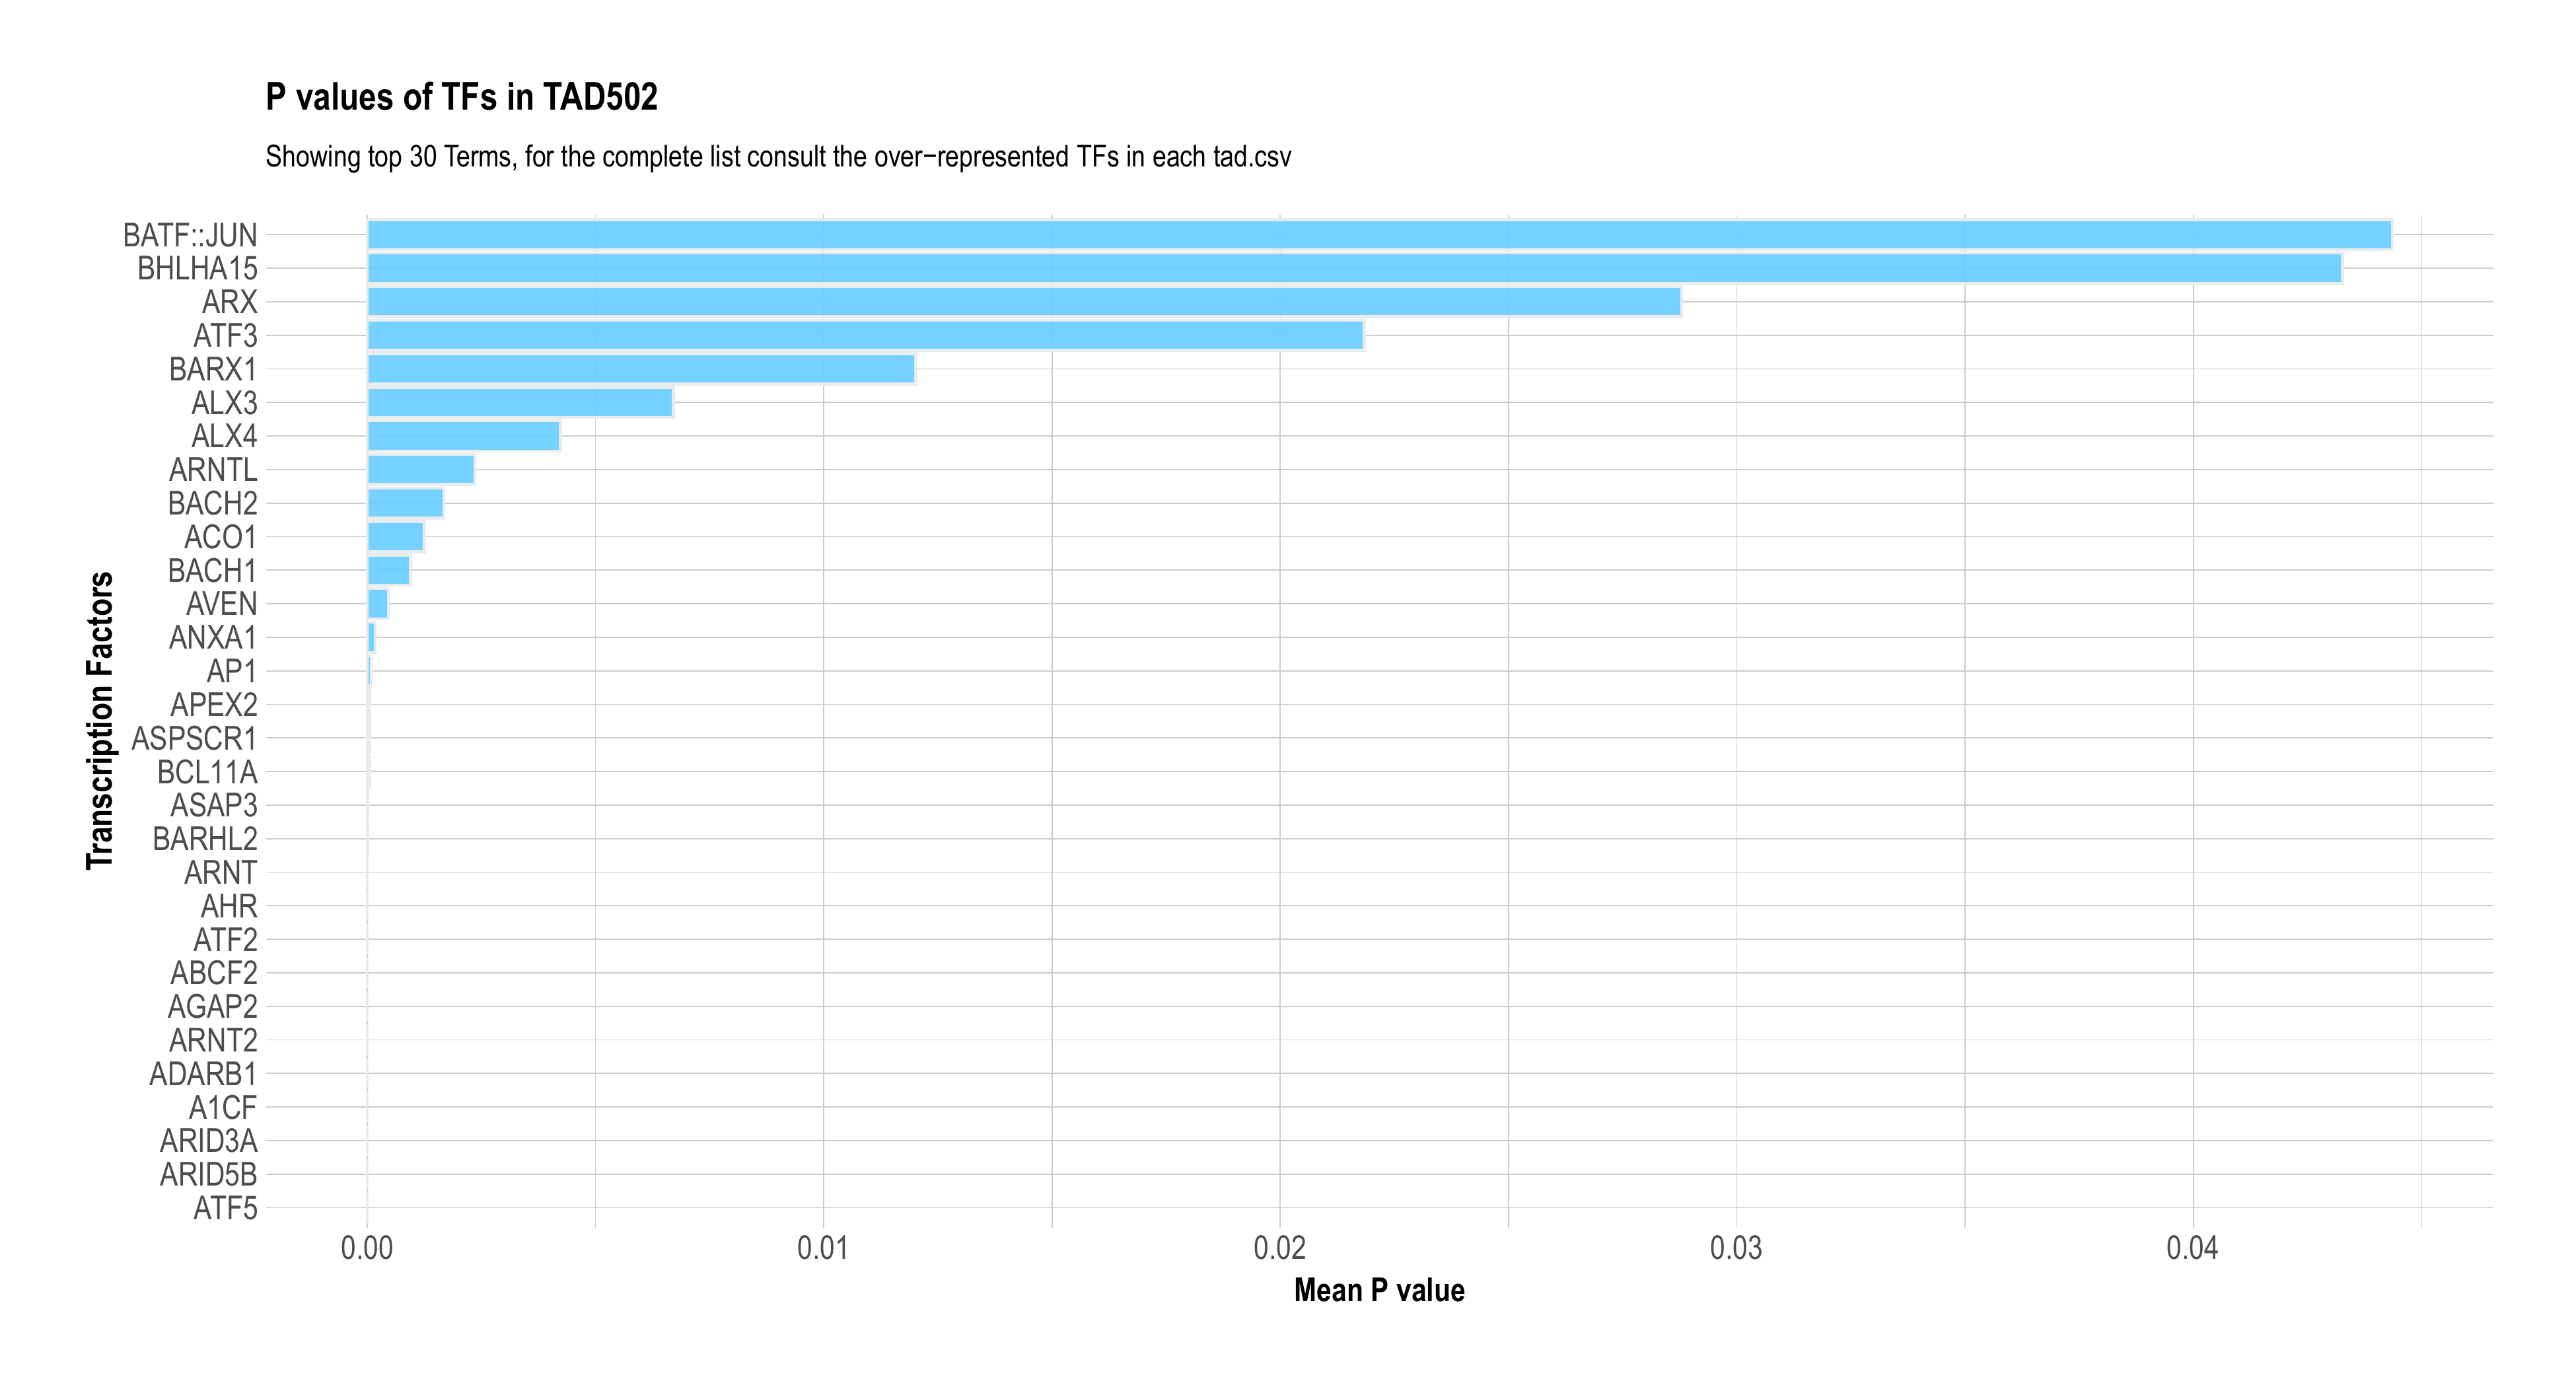 P values of TFs in TAD502
Showing top 30 Terms, for the complete list consult the over−represented TFs in each tad.csv
Transcription Factors
BATF::JUN
BHLHA15
ARX
ATF3
BARX1
ALX3
ALX4
ARNTL
BACH2
ACO1
BACH1
AVEN
ANXA1
AP1
APEX2
ASPSCR1
BCL11A
ASAP3
BARHL2
ARNT
AHR
ATF2
ABCF2
AGAP2
ARNT2
ADARB1
A1CF
ARID3A
ARID5B
ATF5
0.00 0.01 0.02 0.03 0.04
Mean P value